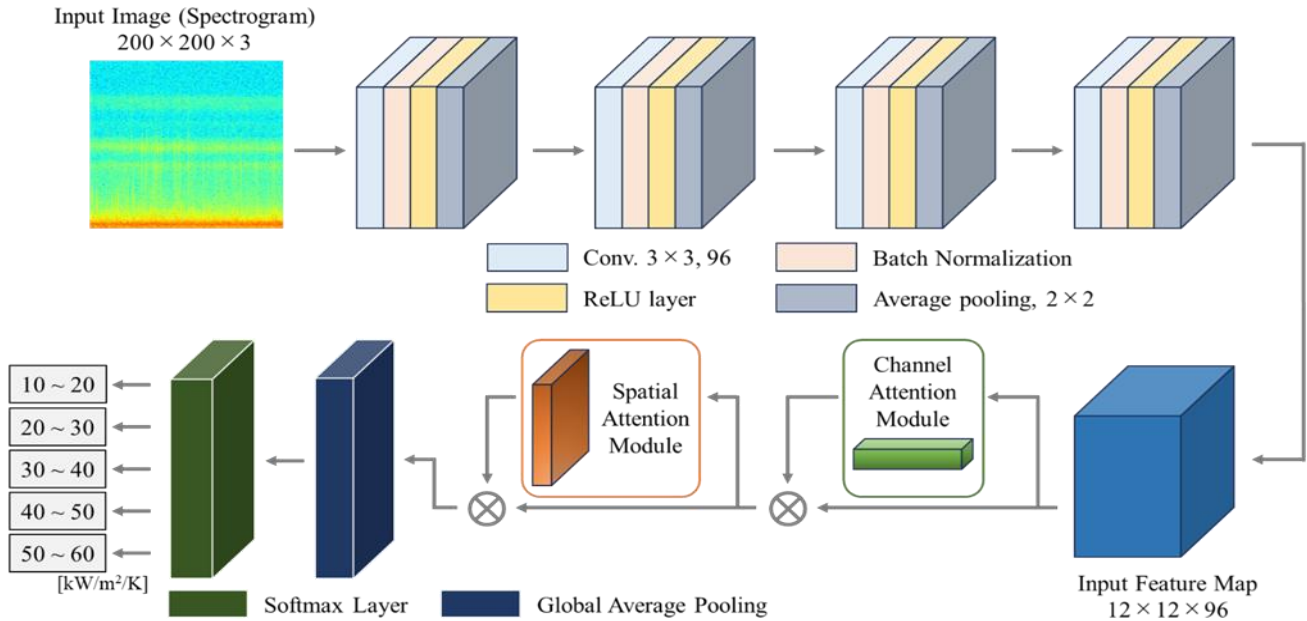 Input Image (Spectrogram)
200 × 200 × 3
Conv. 3 × 3, 96
Batch Normalization
ReLU layer
Average pooling, 2 × 2
10 ~ 20
20 ~ 30
30 ~ 40
40 ~ 50
50 ~ 60
[kW/m²/K]
Spatial
Attention
Module
Channel
Attention
Module
Input Feature Map
12 × 12 × 96
Softmax Layer
Global Average Pooling